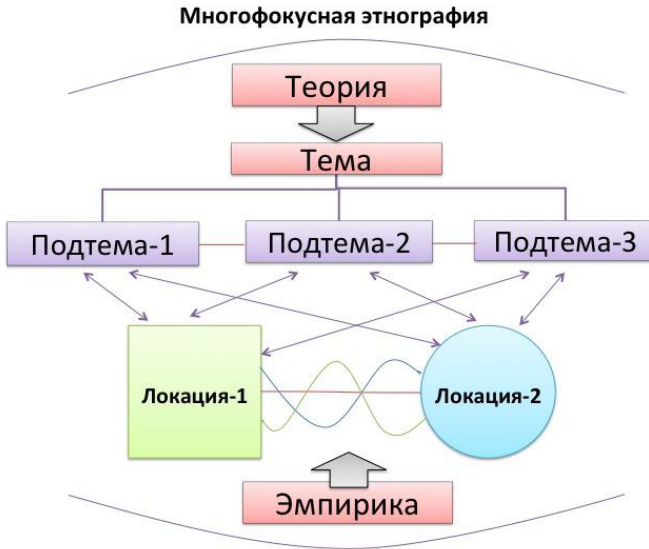 Многофокусная этнография
Теория
Тема
Подтема-1
Подтема-2
Подтема-3
Локация-1
Локация-2
Эмпирика